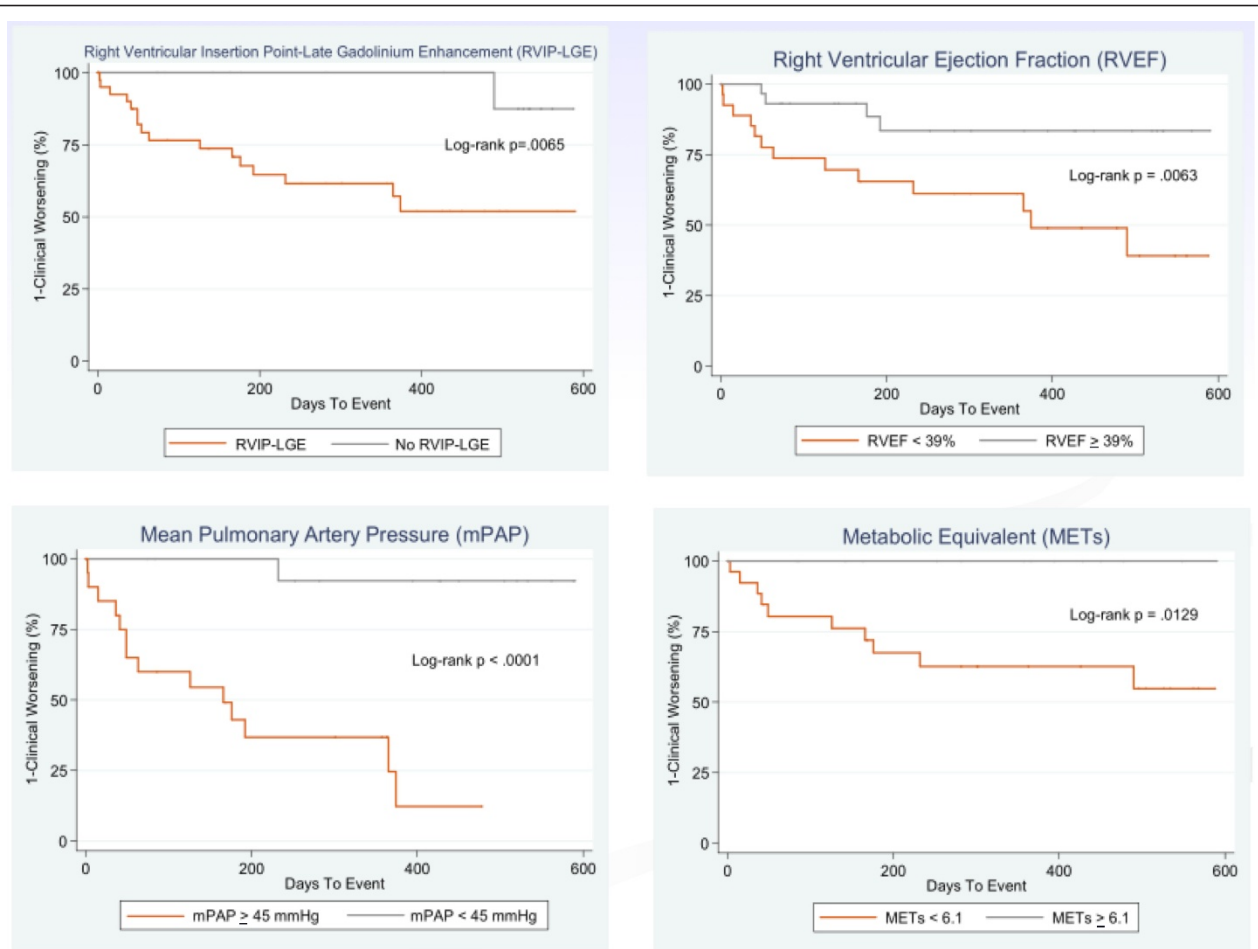 Right Ventricular Insertion Point-Late Gadolinium Enhancement (RVIP-LGE)
100
75
50
25
0
1-Clinical Worsening (%)
Log-rank p=.0065
0 200 400 600
Days To Event
RVIP-LGE No RVIP-LGE
Right Ventricular Ejection Fraction (RVEF)
100
75
50
25
0
1-Clinical Worsening (%)
Log-rank p = .0063
0 200 400 600
Days To Event
RVEF < 39% RVEF ≥ 39%
Mean Pulmonary Artery Pressure (mPAP)
100
75
50
25
0
1-Clinical Worsening (%)
Log-rank p < .0001
0 200 400 600
Days To Event
mPAP ≥ 45 mmHg mPAP < 45 mmHg
Metabolic Equivalent (METs)
100
75
50
25
0
1-Clinical Worsening (%)
Log-rank p = .0129
0 200 400 600
Days To Event
METs < 6.1 METs ≥ 6.1